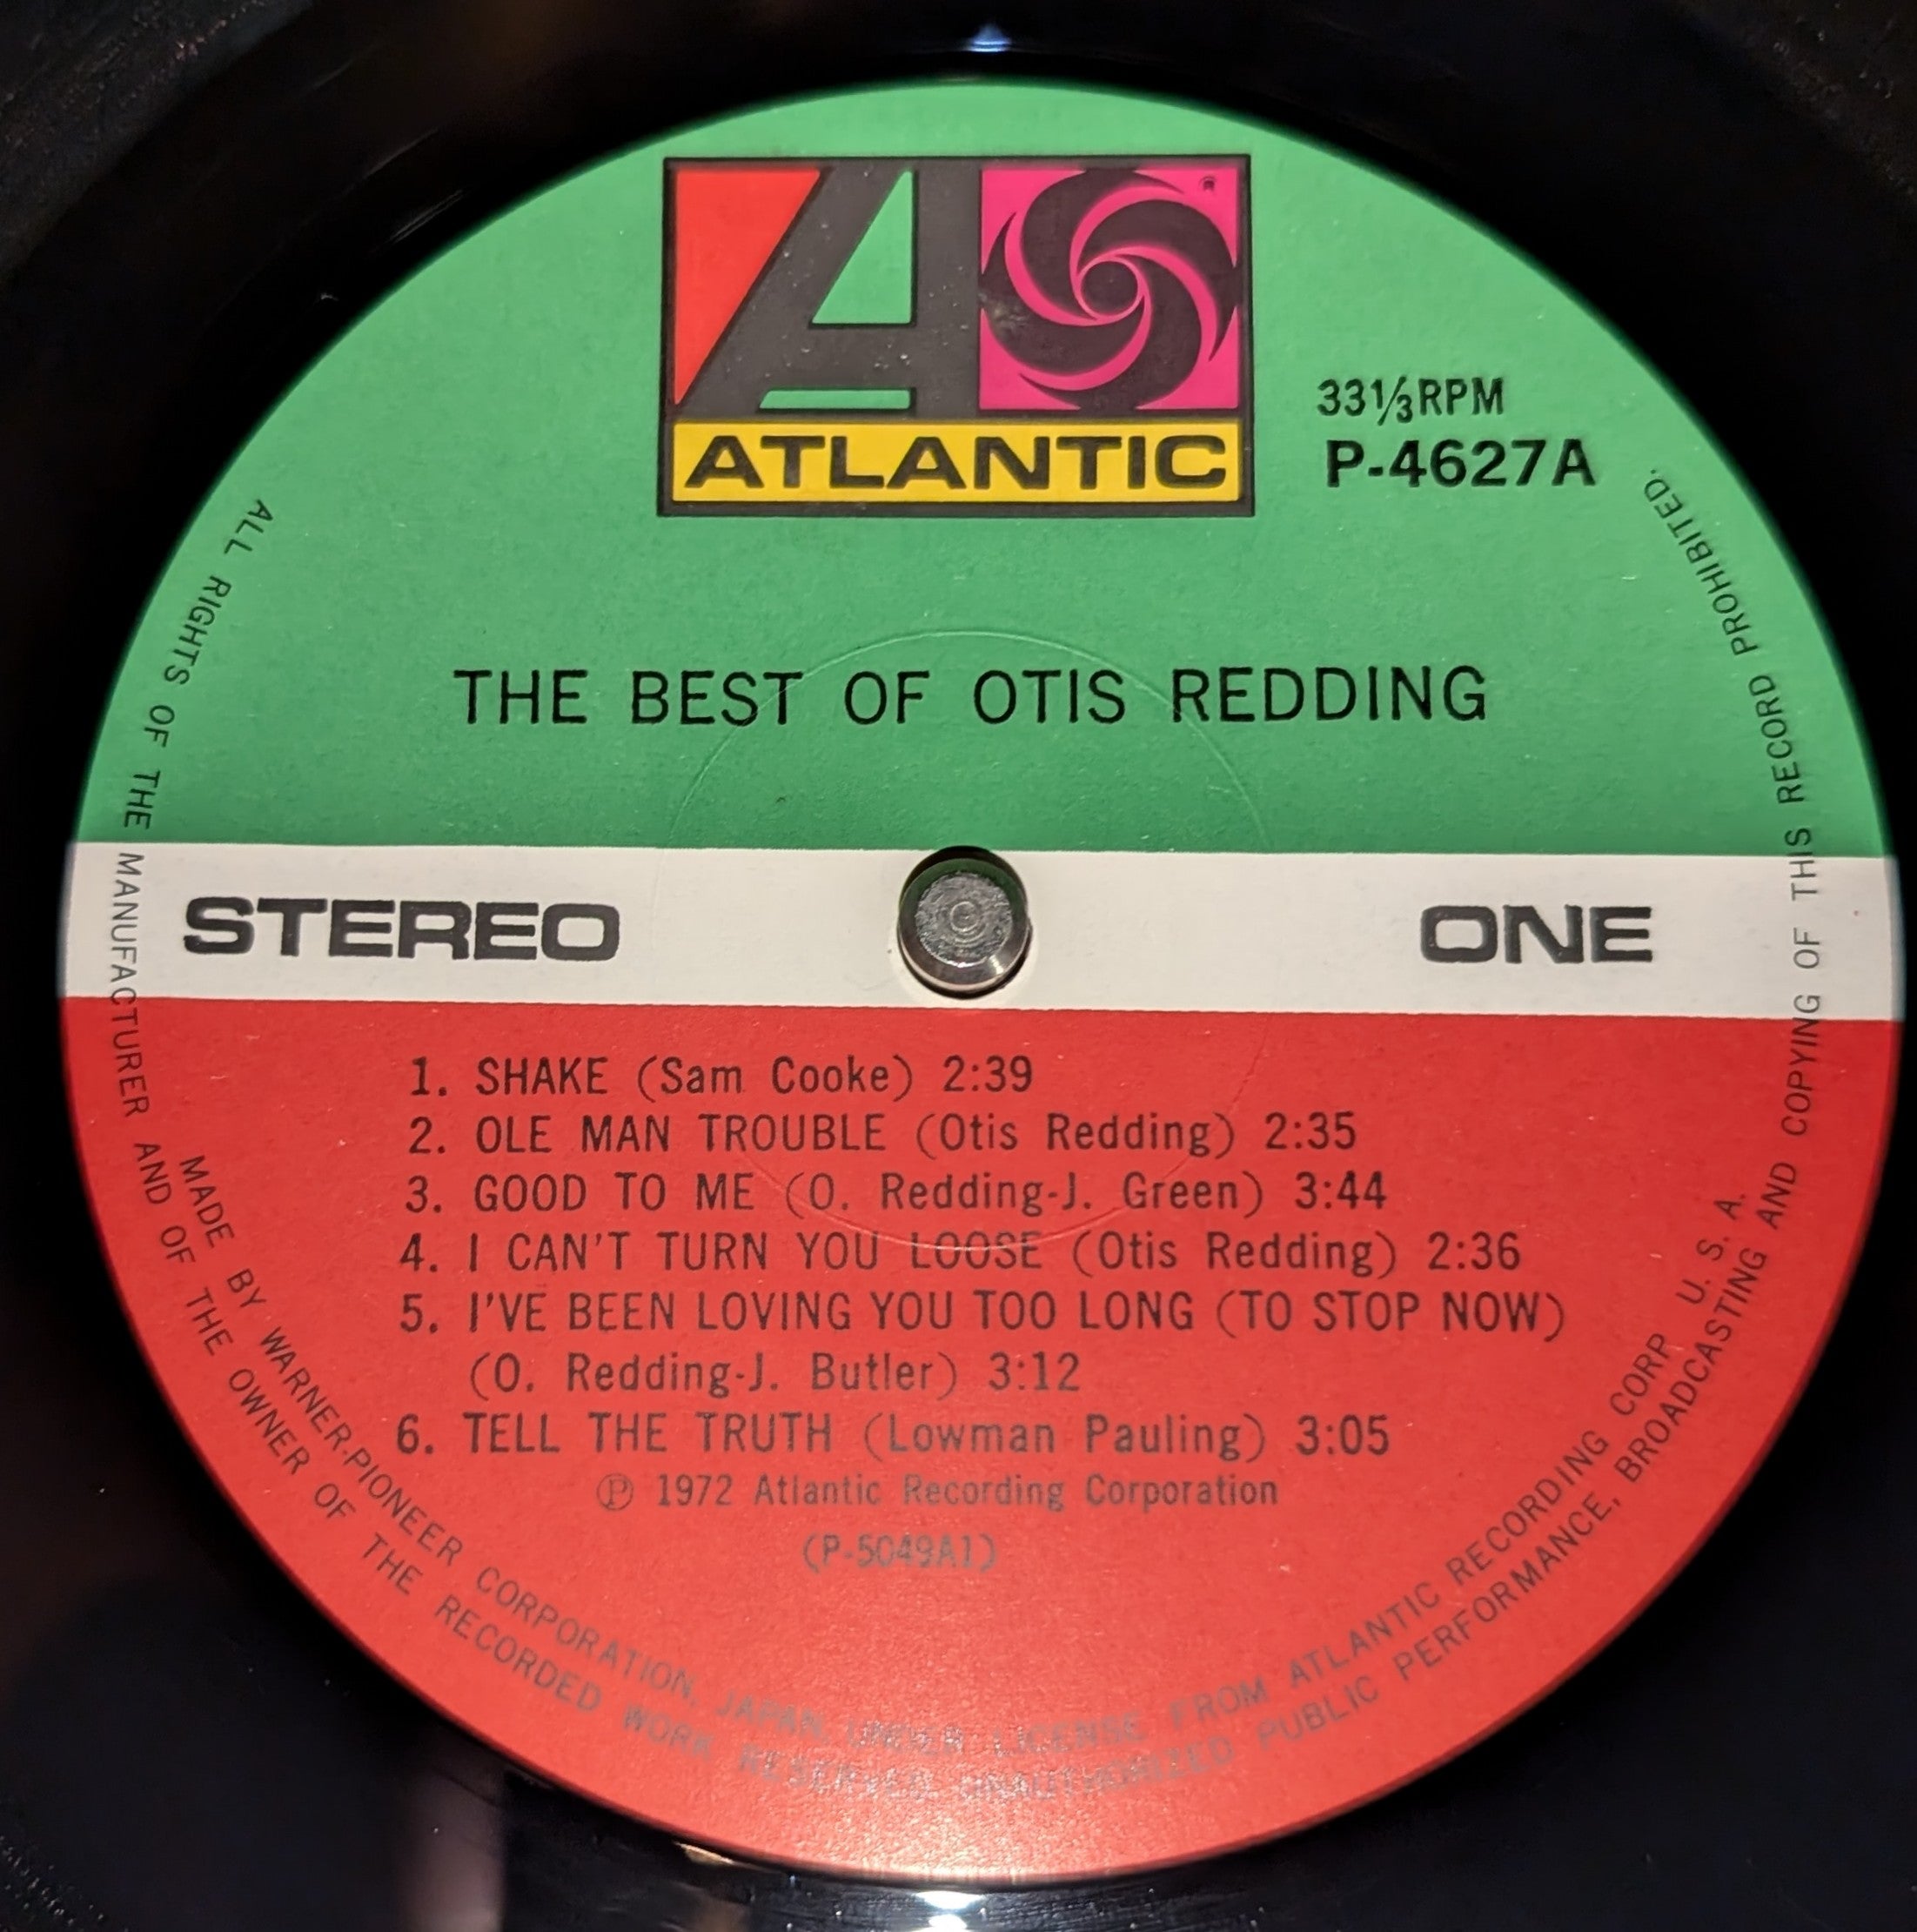 ATLANTIC
33⅓RPM
P-4627A
THE BEST OF OTIS REDDING
STEREO
ONE
1. SHAKE (Sam Cooke) 2:39
2. OLE MAN TROUBLE (Otis Redding) 2:35
3. GOOD TO ME (O. Redding-J. Green) 3:44
4. I CAN'T TURN YOU LOOSE (Otis Redding) 2:36
5. I'VE BEEN LOVING YOU TOO LONG (TO STOP NOW)
(O. Redding-J. Butler) 3:12
6. TELL THE TRUTH (Lowman Pauling) 3:05
Ⓟ 1972 Atlantic Recording Corporation
(P-5049A1)
MADE BY WARNER-PIONEER CORPORATION, JAPAN, UNDER LICENSE FROM ATLANTIC RECORDING CORP. U. S. A.
ALL RIGHTS OF THE MANUFACTURER AND OF THE OWNER OF THE RECORDED WORK RESERVED. UNAUTHORIZED PUBLIC PERFORMANCE, BROADCASTING AND COPYING OF THIS RECORD PROHIBITED.